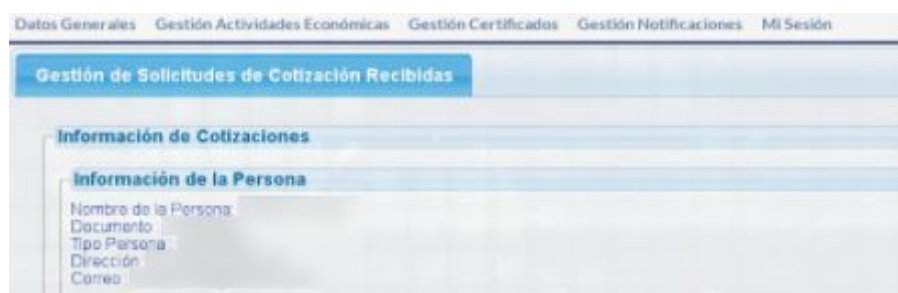 Datos Generales Gestión Actividades Económicas Gestión Certificados Gestión Notificaciones Mi Sesión
Gestión de Solicitudes de Cotización Recibidas
Información de Cotizaciones
Información de la Persona
Nombre de la Persona:
Documento
Tipo Persona
Dirección
Correo